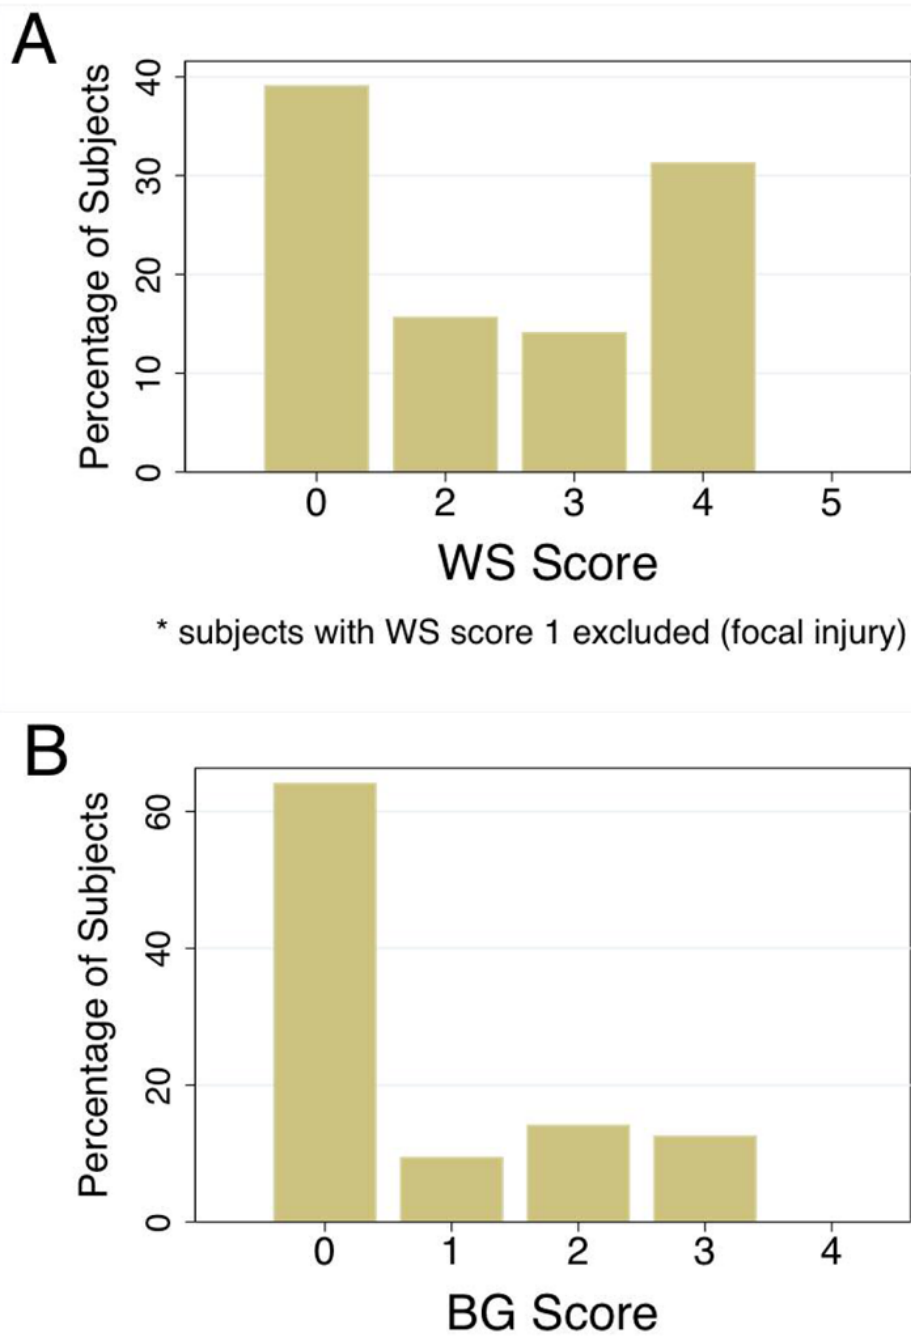 A
Percentage of Subjects
40
30
20
10
0
0 2 3 4 5
WS Score
* subjects with WS score 1 excluded (focal injury)
B
Percentage of Subjects
60
40
20
0
0 1 2 3 4
BG Score